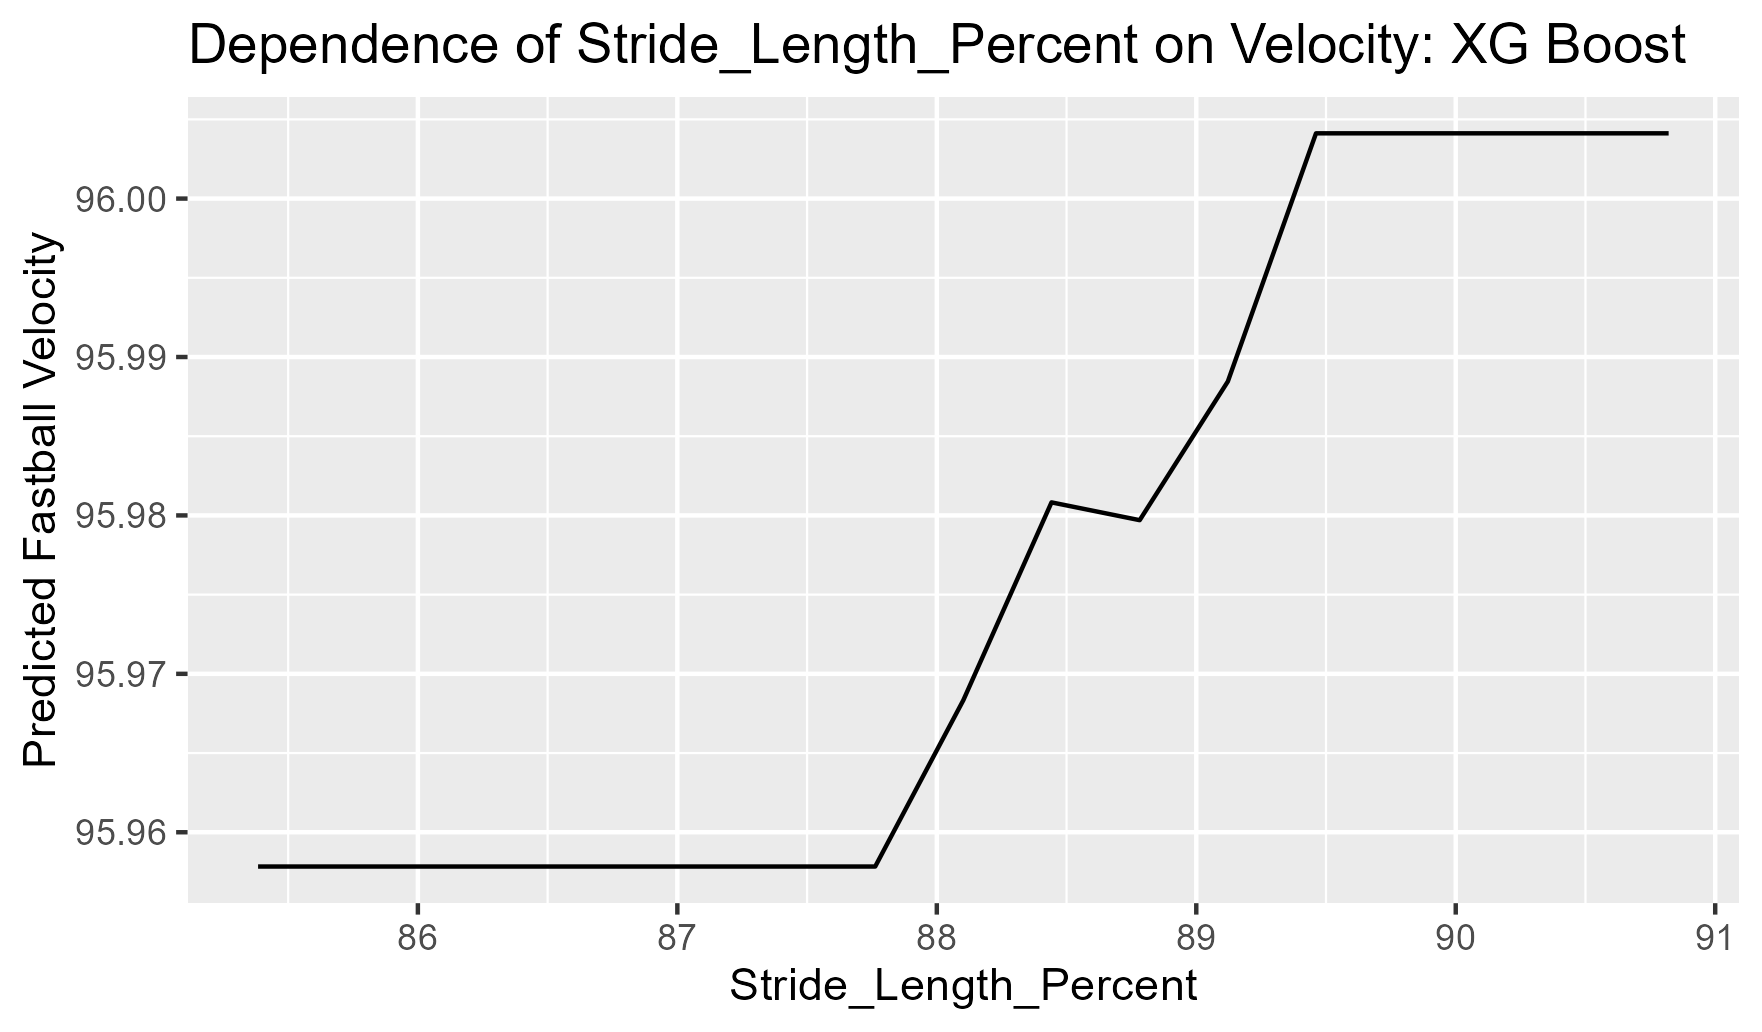 Dependence of Stride_Length_Percent on Velocity: XG Boost
Predicted Fastball Velocity
96.00
95.99
95.98
95.97
95.96
86 87 88 89 90 91
Stride_Length_Percent